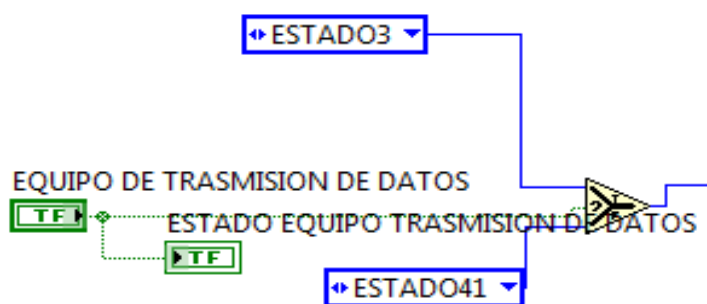 ESTADO3
EQUIPO DE TRASMISION DE DATOS
TF
ESTADO EQUIPO TRASMISION DE DATOS
TF
?
ESTADO41